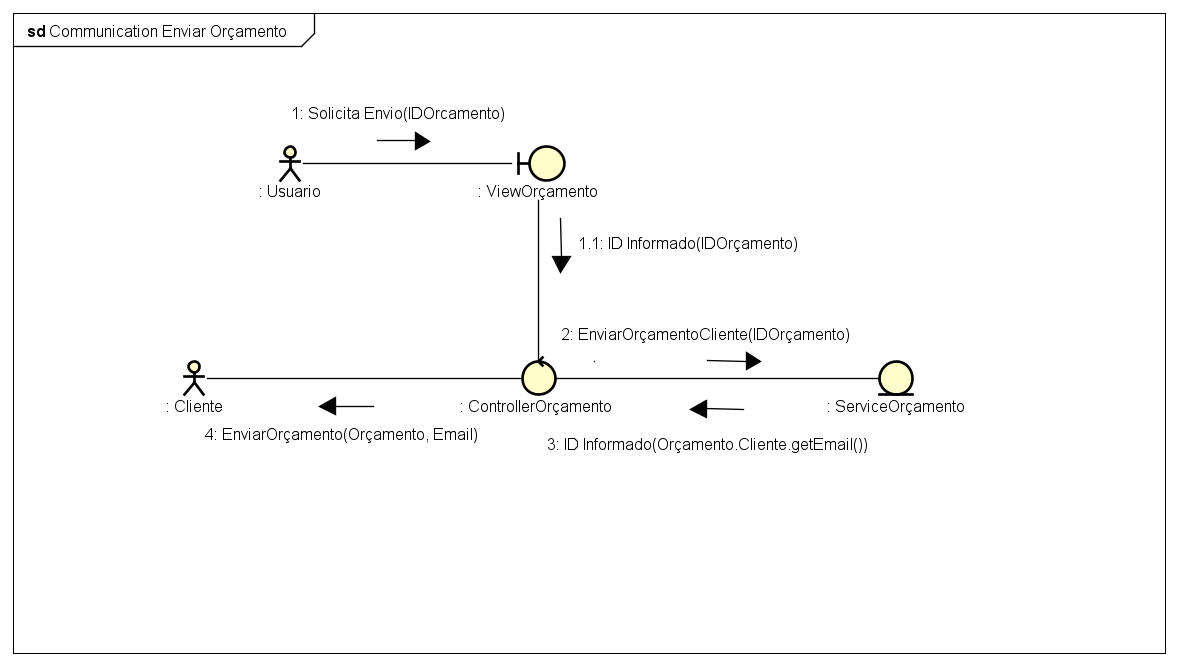 sd Communication Enviar Orçamento
1: Solicita Envio(IDOrcamento)
: Usuario
: ViewOrçamento
1.1: ID Informado(IDOrçamento)
2: EnviarOrçamentoCliente(IDOrçamento)
: Cliente
: ControllerOrçamento
: ServiceOrçamento
4: EnviarOrçamento(Orçamento, Email)
3: ID Informado(Orçamento.Cliente.getEmail())